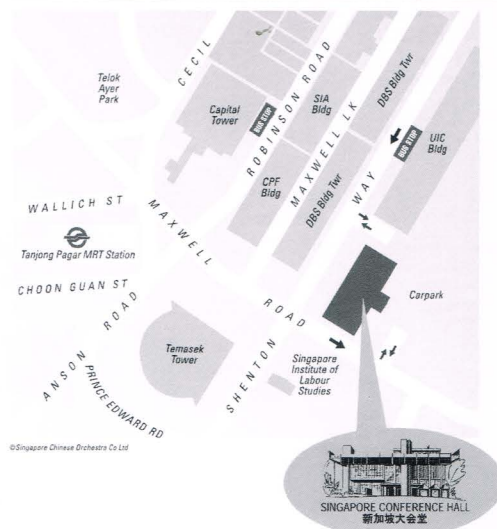 CECIL
Telok
Ayer
Park
Capital
Tower
BUS STOP
ROBINSON ROAD
SIA
Bldg
MAXWELL LK
DBS Bldg Twr
BUS STOP
UIC
Bldg
CPF
Bldg
DBS Bldg Twr
WAY
WALLICH ST
MAXWELL
Tanjong Pagar MRT Station
CHOON GUAN ST
ROAD
Carpark
ANSON ROAD
PRINCE EDWARD RD
Temasek
Tower
SHENTON
Singapore
Institute of
Labour
Studies
©Singapore Chinese Orchestra Co Ltd
SINGAPORE CONFERENCE HALL
新加坡大会堂